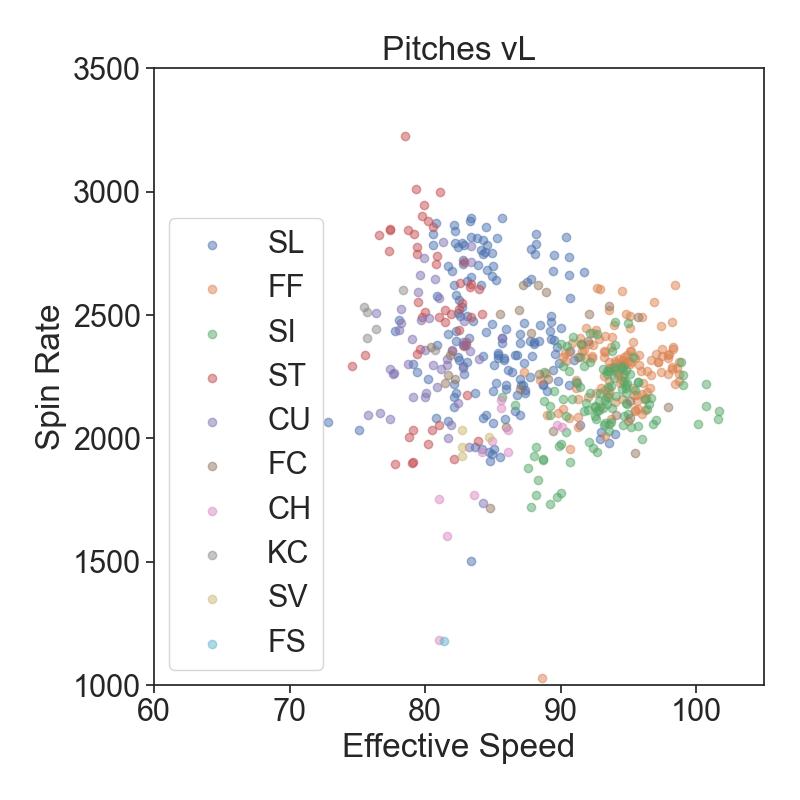 Pitches vL
Spin Rate
3500
3000
2500
2000
1500
1000
SL
FF
SI
ST
CU
FC
CH
KC
SV
FS
60 70 80 90 100
Effective Speed